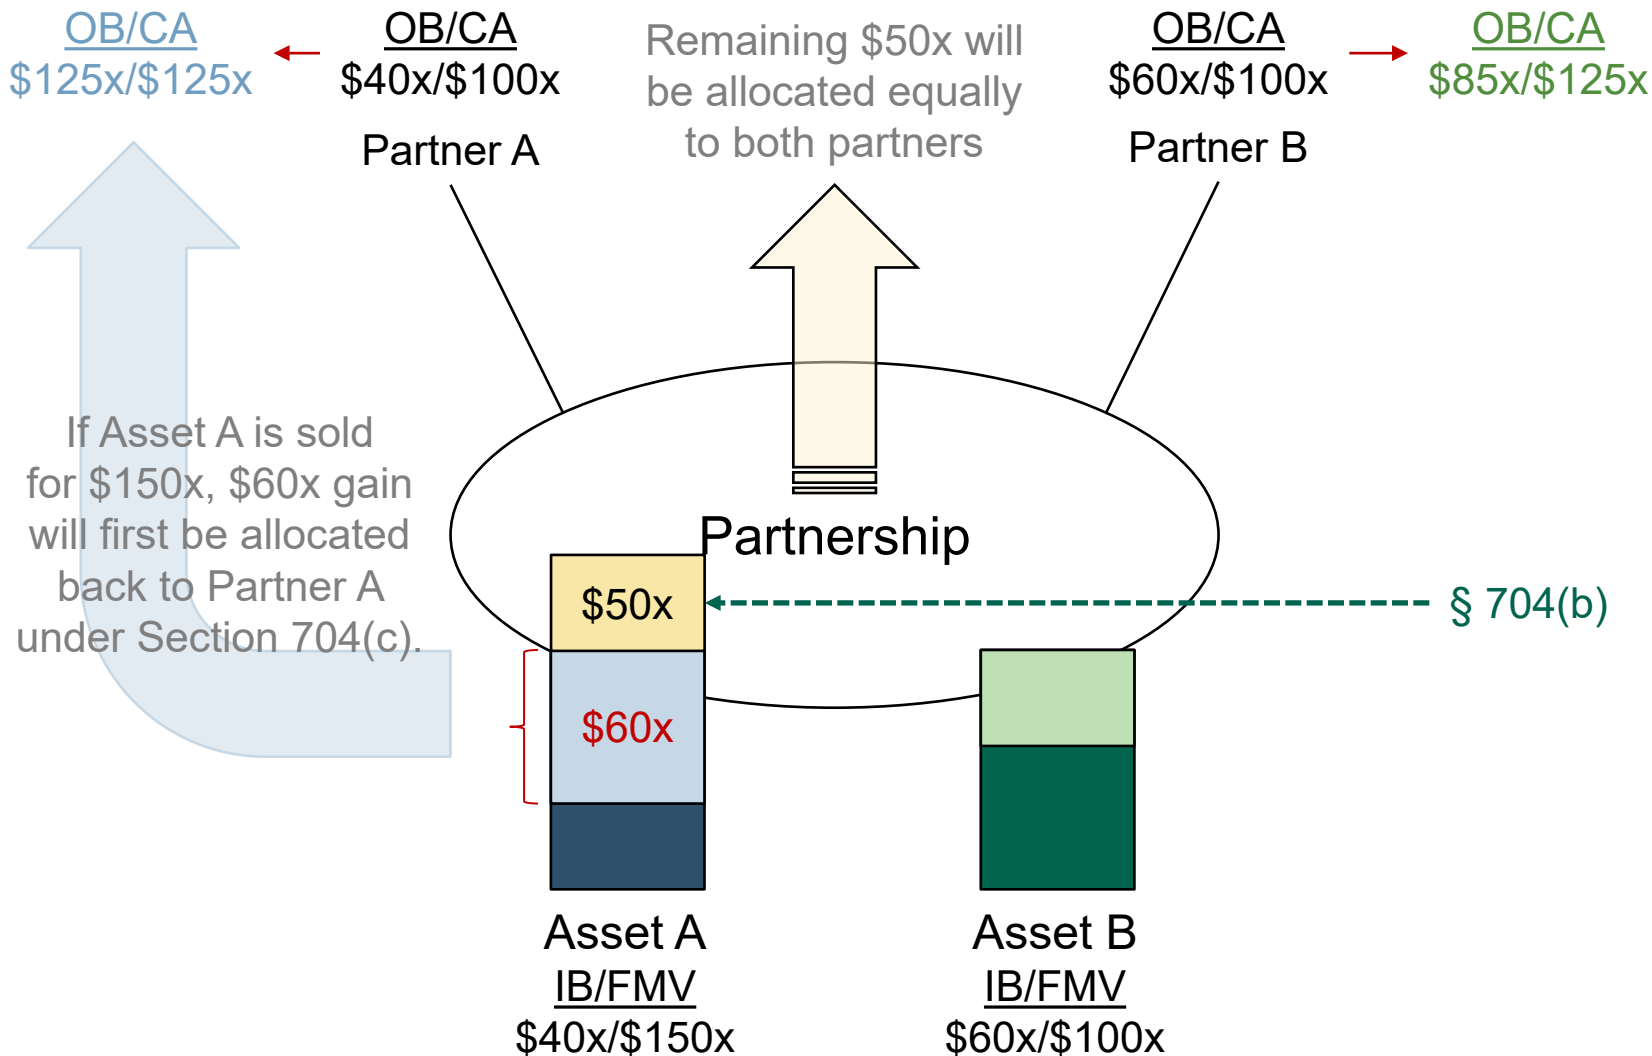 OB/CA
$125x/$125x
OB/CA
$40x/$100x
Partner A
Remaining $50x will
be allocated equally
to both partners
OB/CA
$60x/$100x
Partner B
OB/CA
$85x/$125x
If Asset A is sold
for $150x, $60x gain
will first be allocated
back to Partner A
under Section 704(c).
Partnership
$50x
§ 704(b)
$60x
Asset A
IB/FMV
$40x/$150x
Asset B
IB/FMV
$60x/$100x